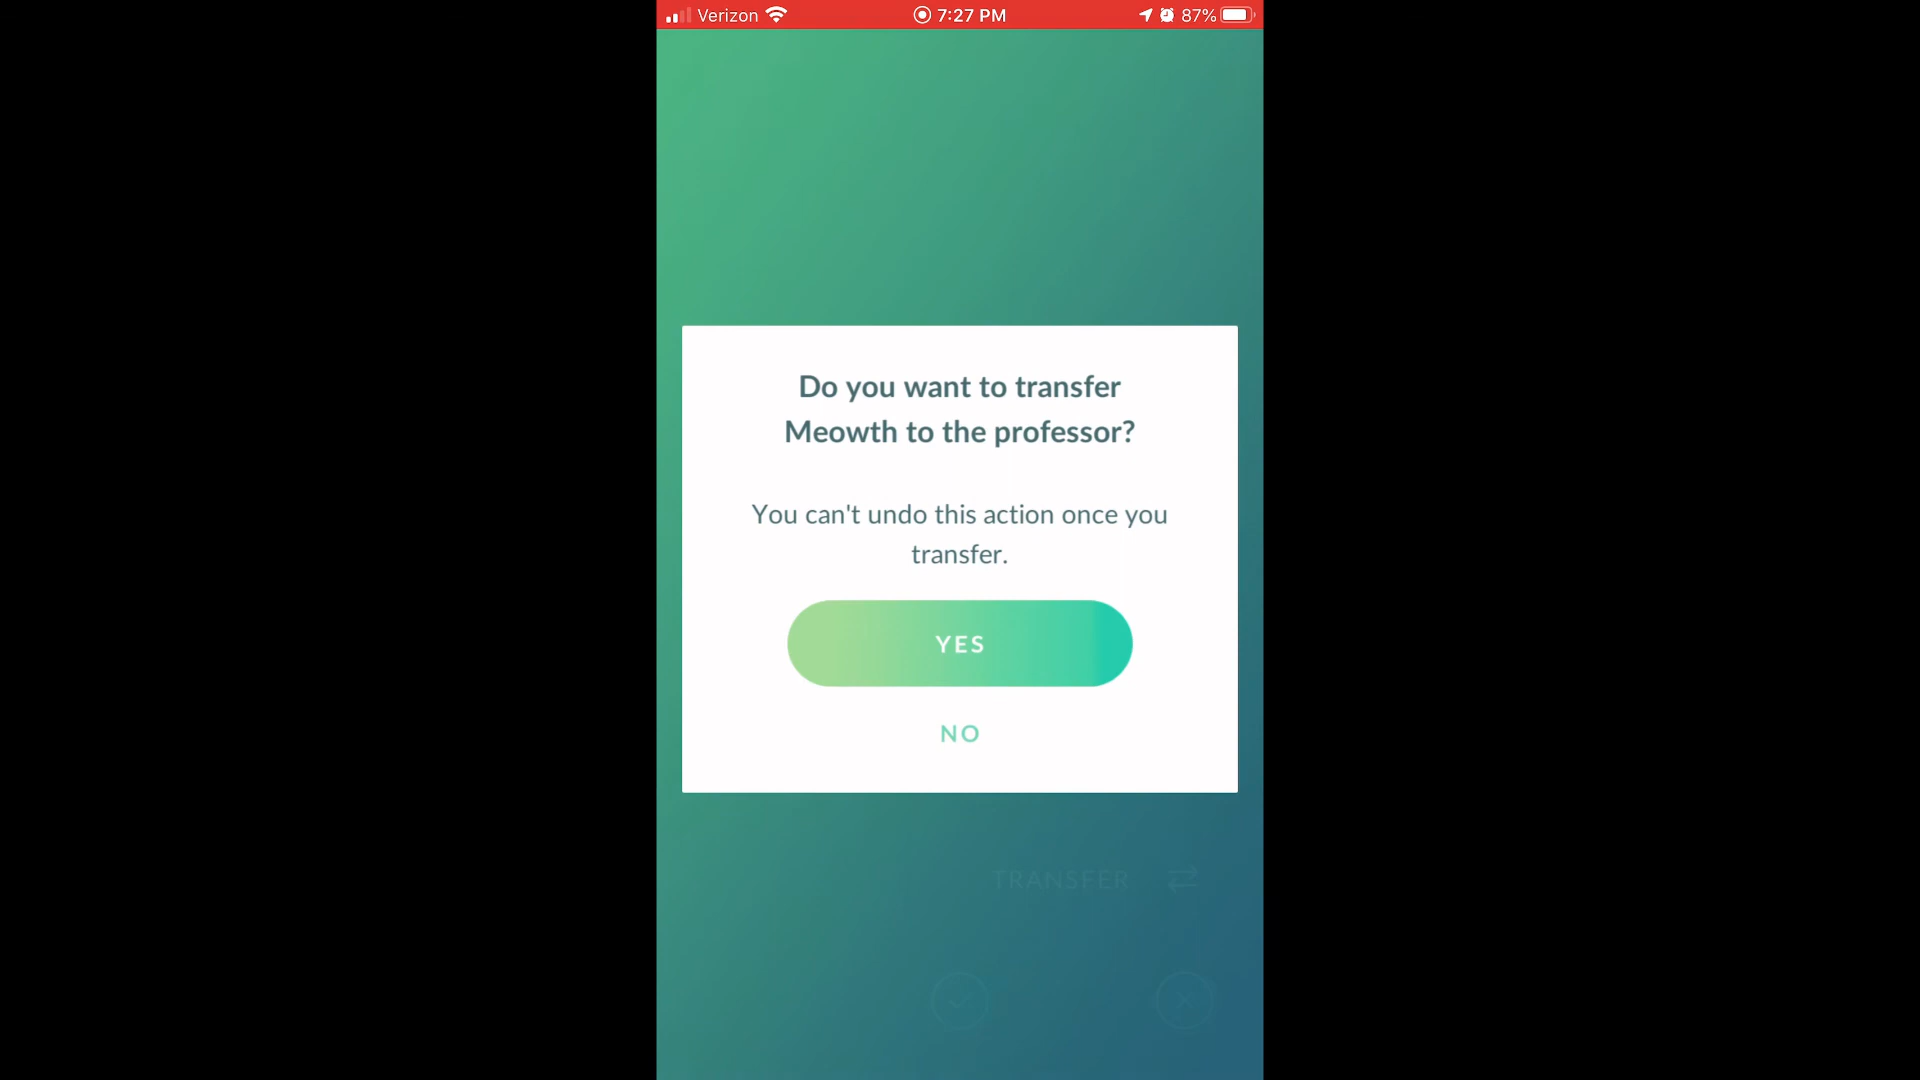 Verizon 7:27 PM 87%
Do you want to transfer
Meowth to the professor?
You can't undo this action once you
transfer.
YES
NO
TRANSFER